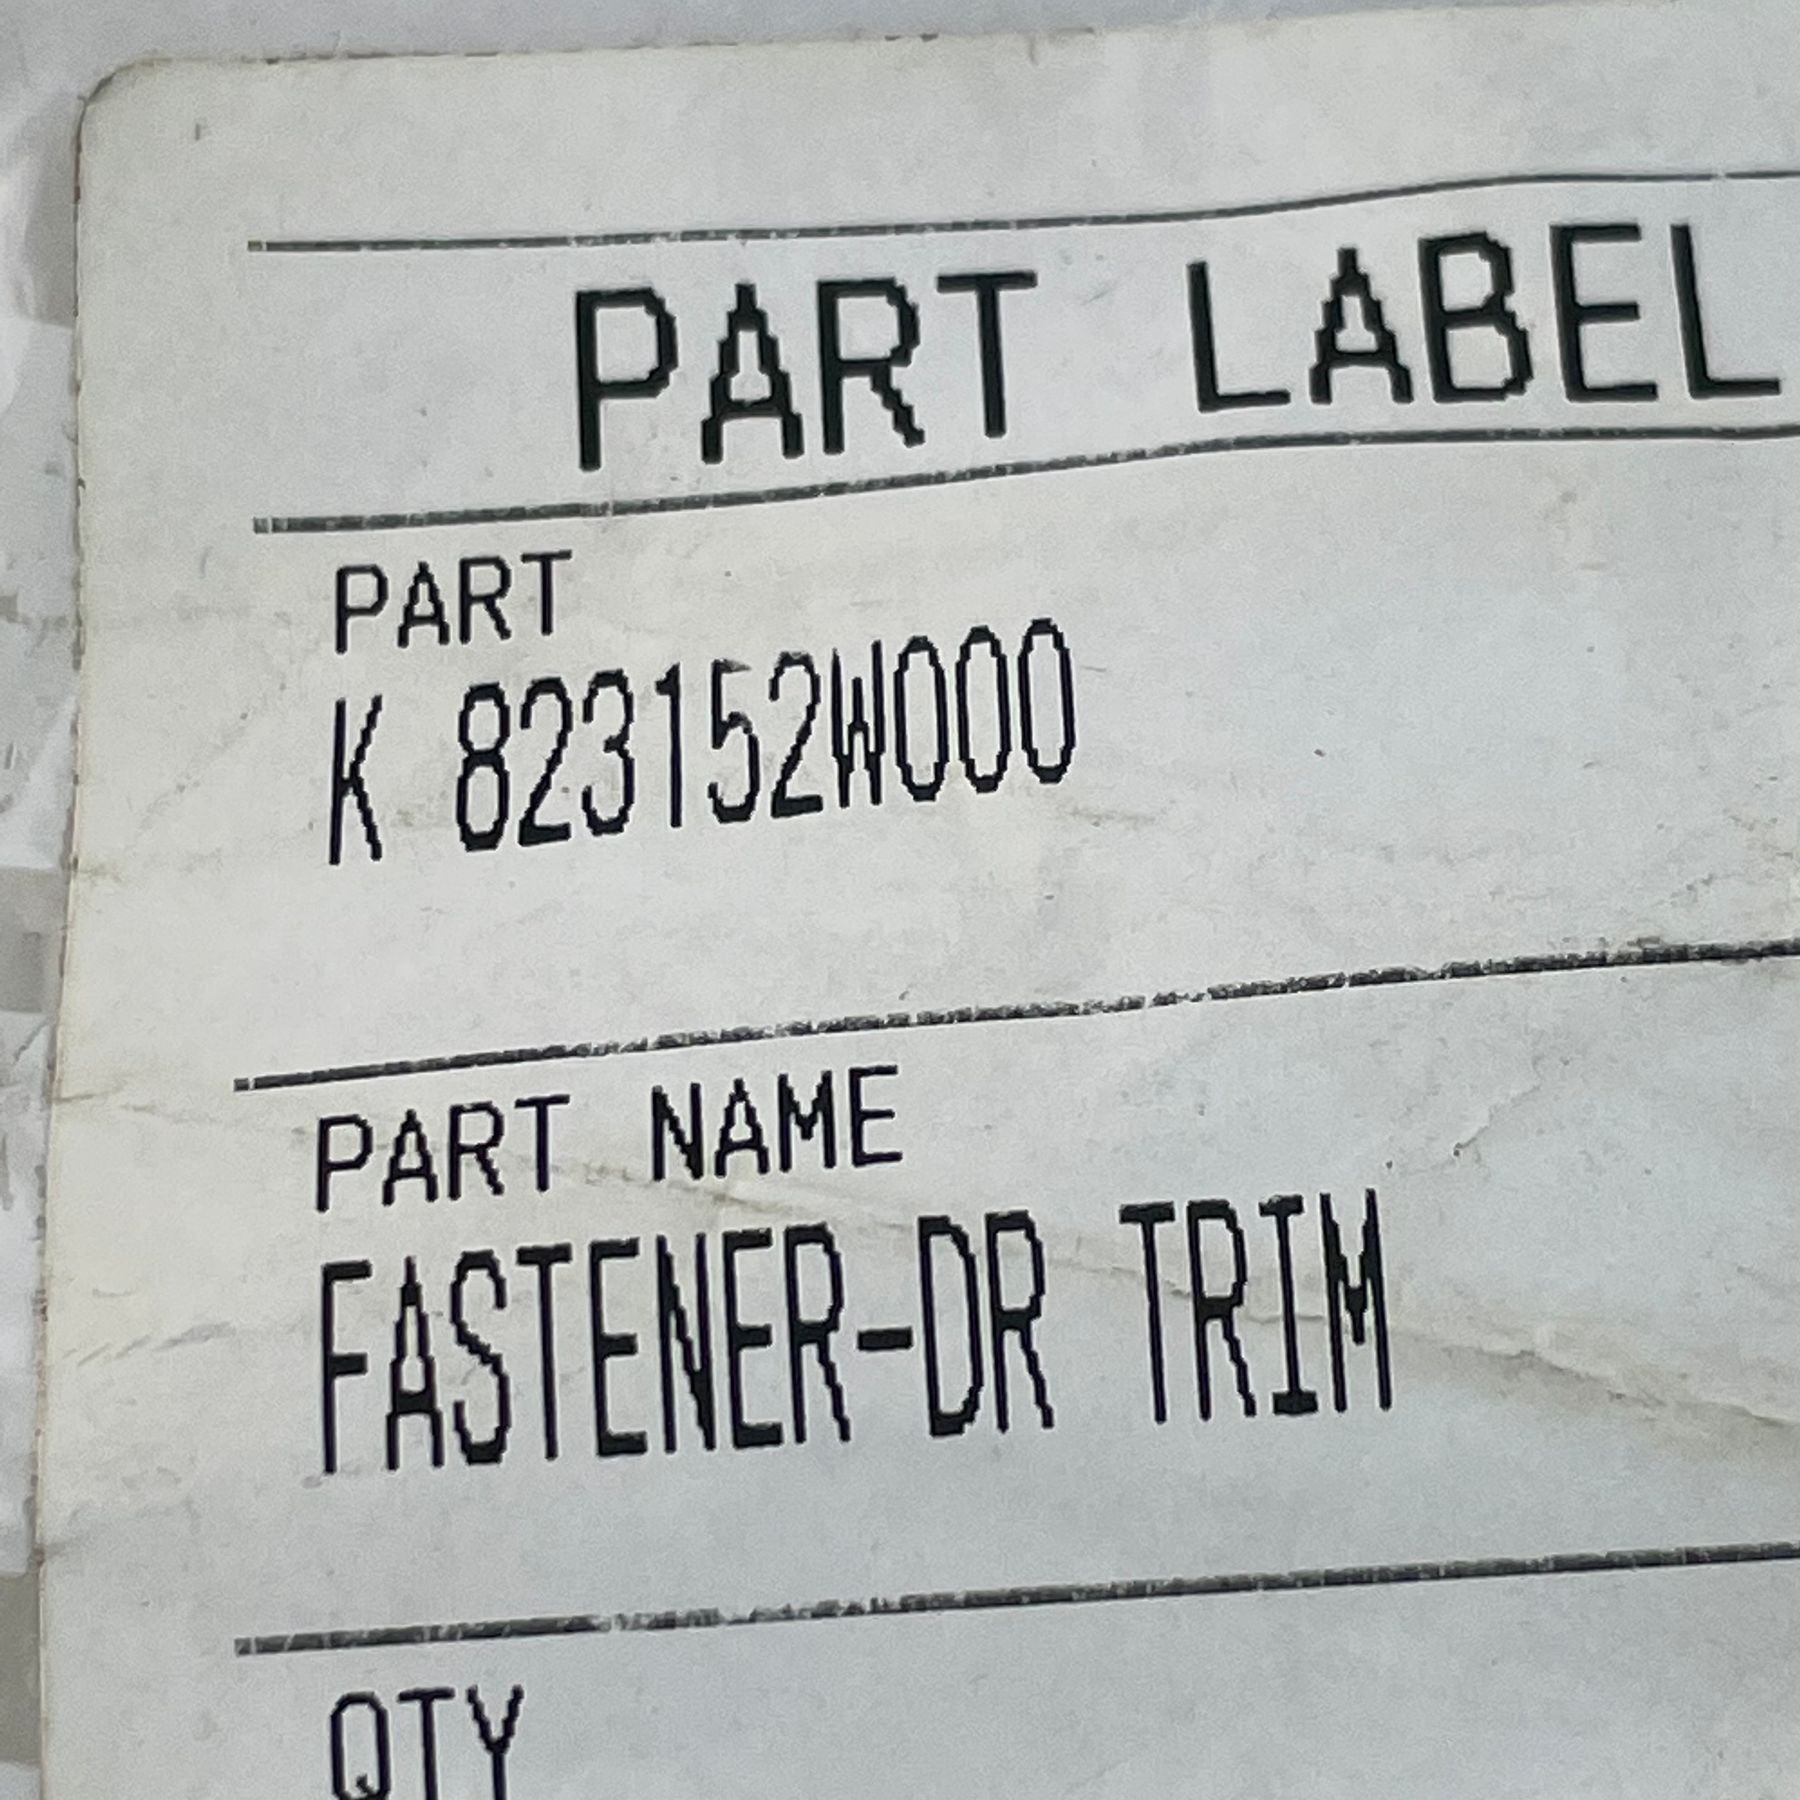 PART LABEL
PART
K 823152W000
PART NAME
FASTENER-DR TRIM
QTY